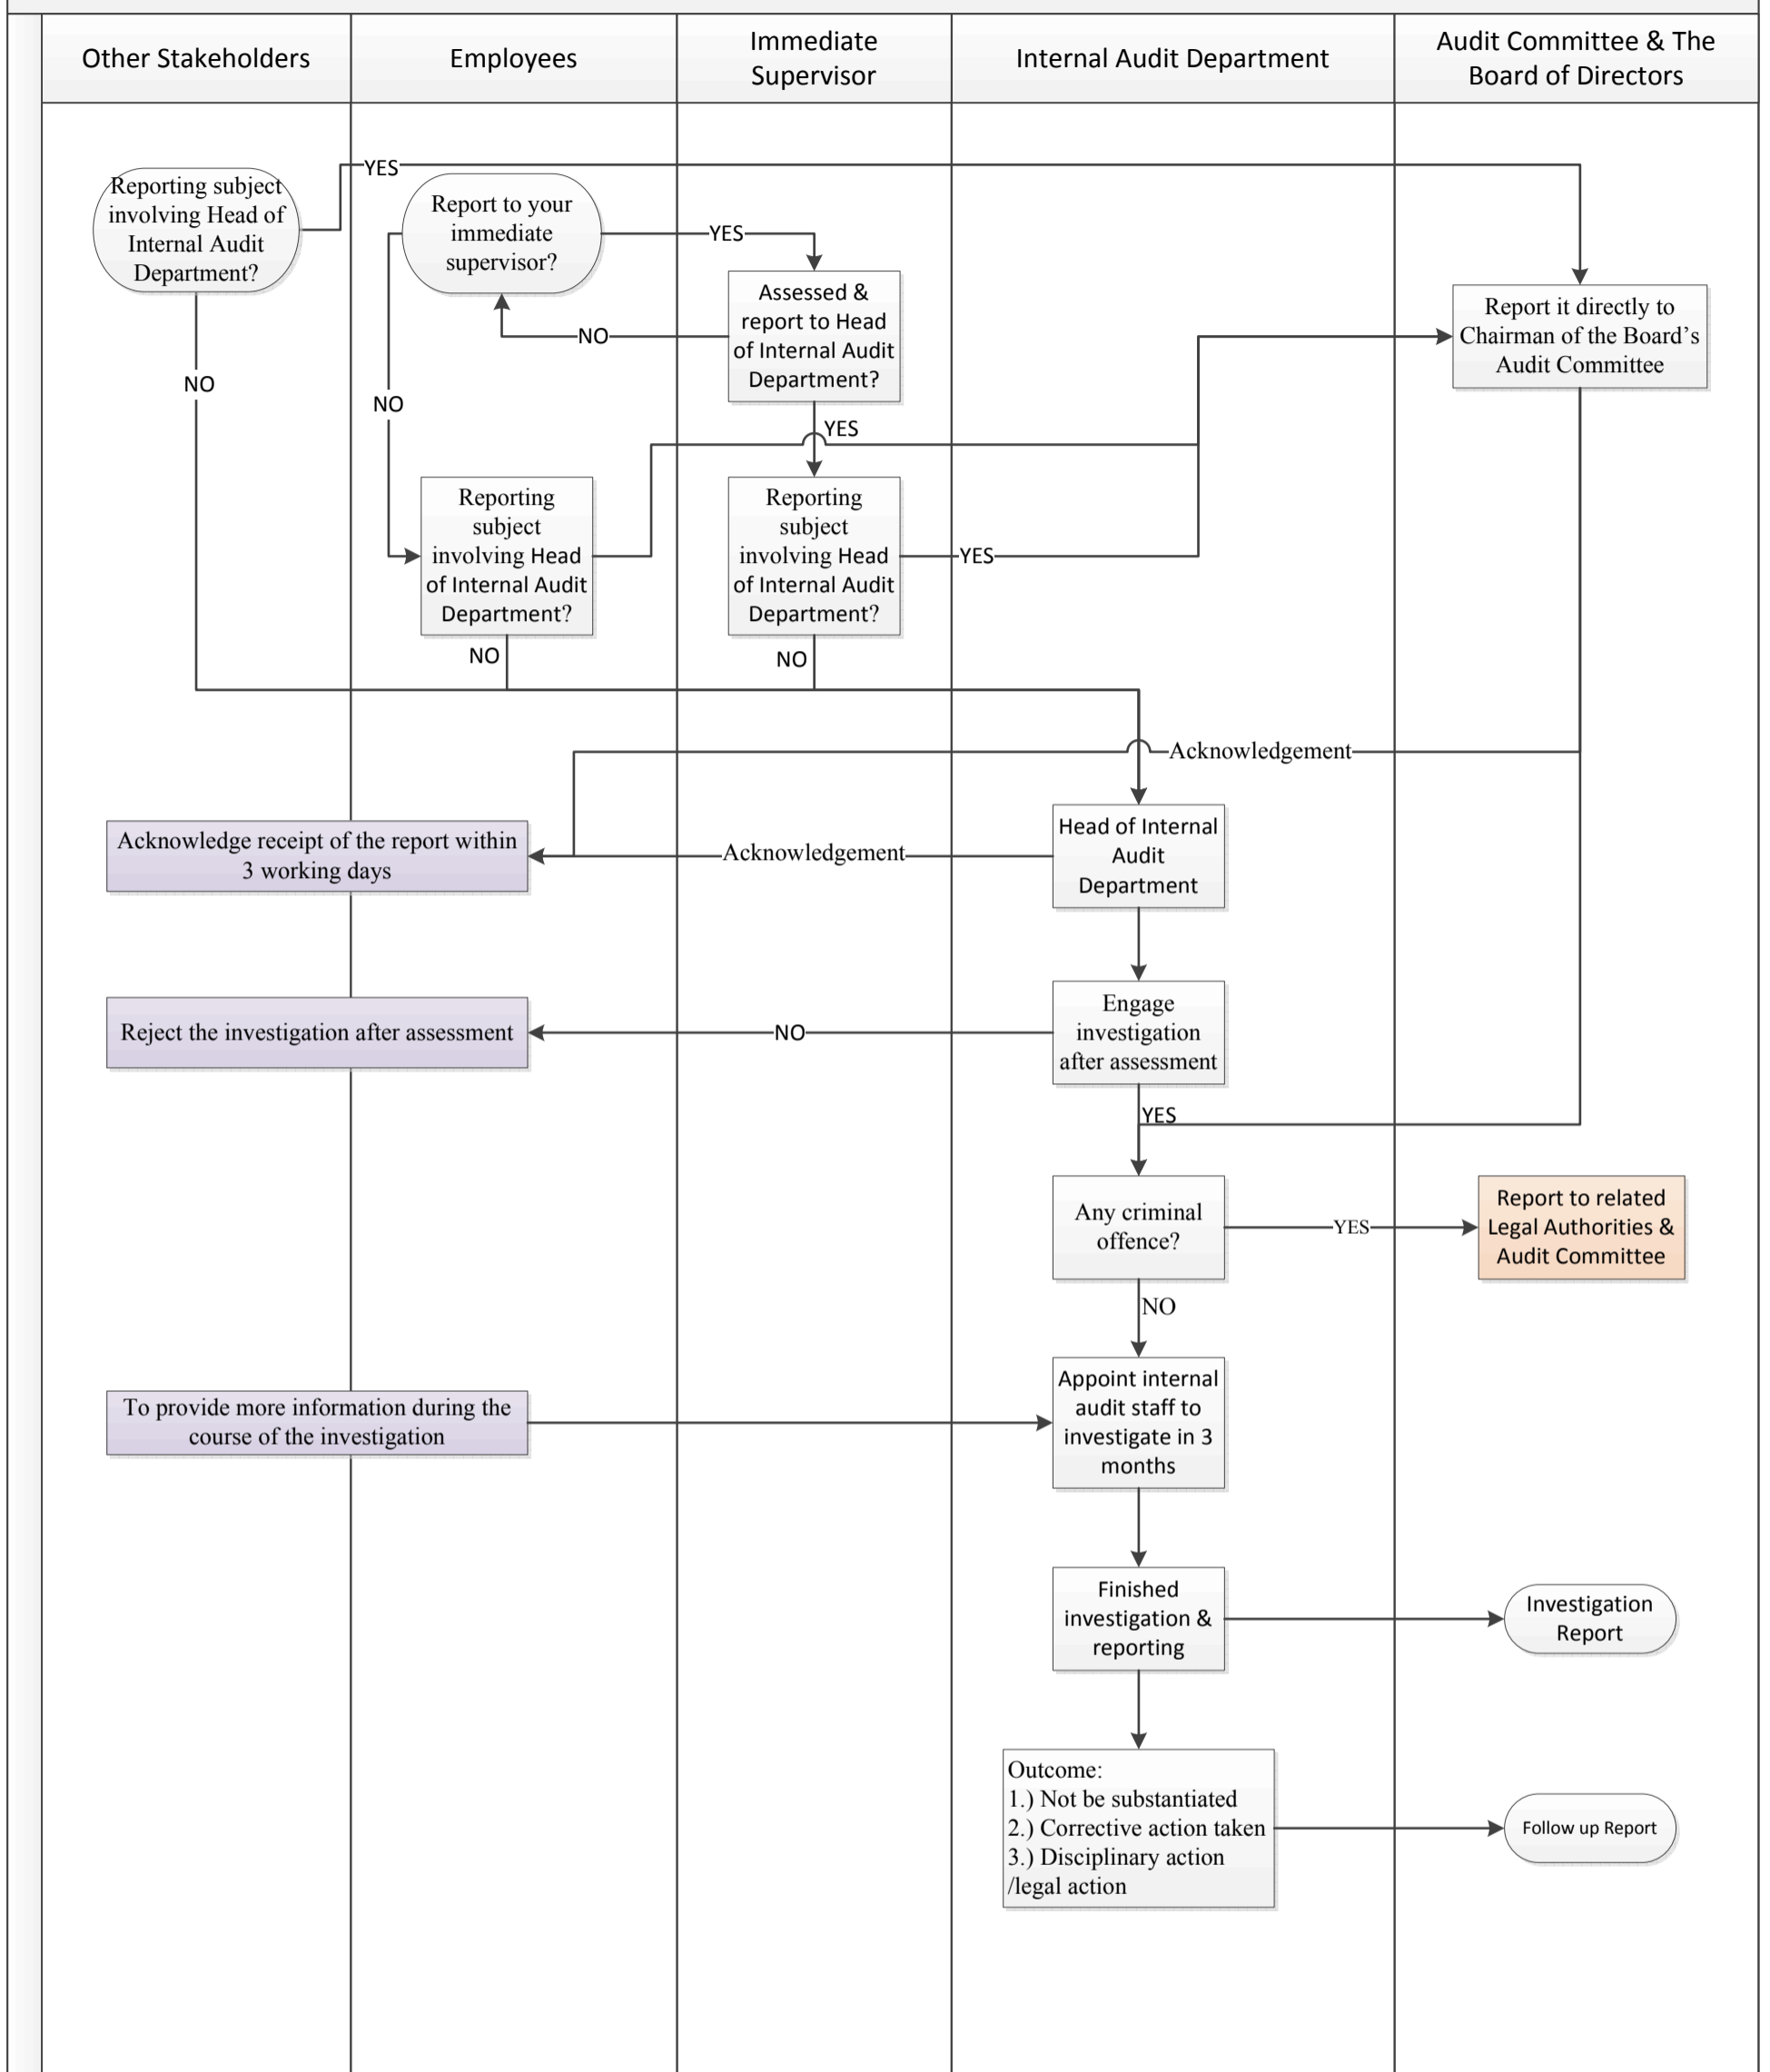 Other Stakeholders
Employees
Immediate
Supervisor
Internal Audit Department
Audit Committee & The
Board of Directors
YES
Reporting subject
involving Head of
Internal Audit
Department?
Report to your
immediate
supervisor?
YES
Assessed &
report to Head
of Internal Audit
Department?
Report it directly to
Chairman of the Board’s
Audit Committee
NO
NO
NO
YES
Reporting
subject
involving Head
of Internal Audit
Department?
Reporting
subject
involving Head
of Internal Audit
Department?
YES
NO
NO
Acknowledgement
Acknowledge receipt of the report within
3 working days
Acknowledgement
Head of Internal
Audit
Department
Reject the investigation after assessment
NO
Engage
investigation
after assessment
YES
Any criminal
offence?
YES
Report to related
Legal Authorities &
Audit Committee
NO
To provide more information during the
course of the investigation
Appoint internal
audit staff to
investigate in 3
months
Finished
investigation &
reporting
Investigation
Report
Outcome:
1.) Not be substantiated
2.) Corrective action taken
3.) Disciplinary action
/legal action
Follow up Report